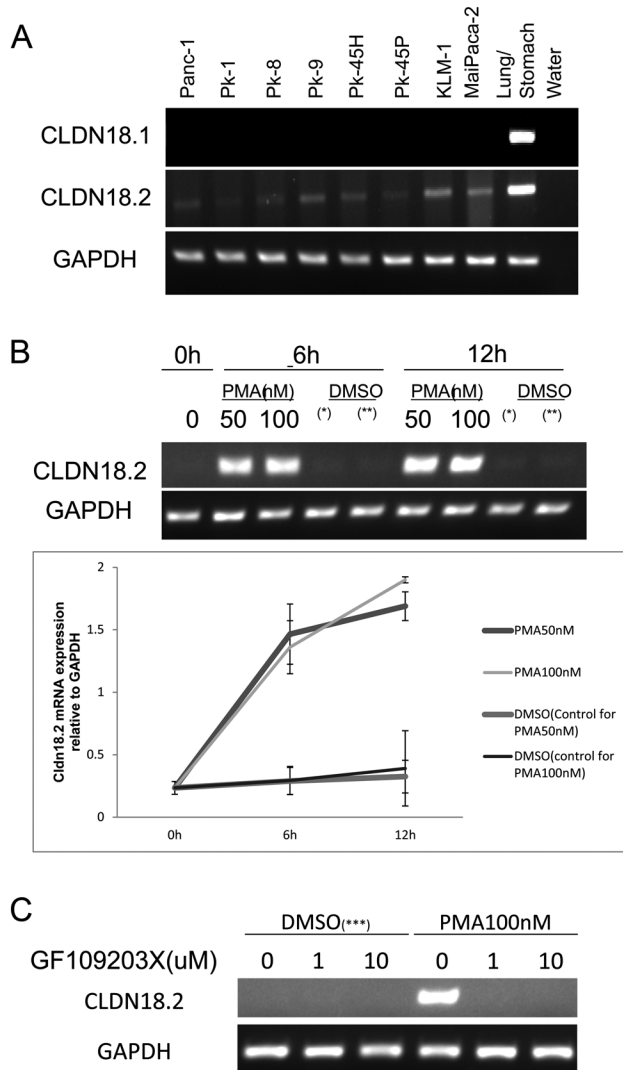 A
Panc-1
Pk-1
Pk-8
Pk-9
Pk-45H
Pk-45P
KLM-1
MaiPaca-2
Lung/
Stomach
Water
CLDN18.1
CLDN18.2
GAPDH
B
0h 6h 12h
PMA(nM) DMSO PMA(nM) DMSO
0 50 100 (*) (**) 50 100 (*) (**)
CLDN18.2
GAPDH
Cldn18.2 mRNA expression
relative to GAPDH
2
1.5
1
0.5
0
0h 6h 12h
PMA50nM
PMA100nM
DMSO(Control for
PMA50nM)
DMSO(control for
PMA100nM)
C
DMSO(***) PMA100nM
GF109203X(uM) 0 1 10 0 1 10
CLDN18.2
GAPDH